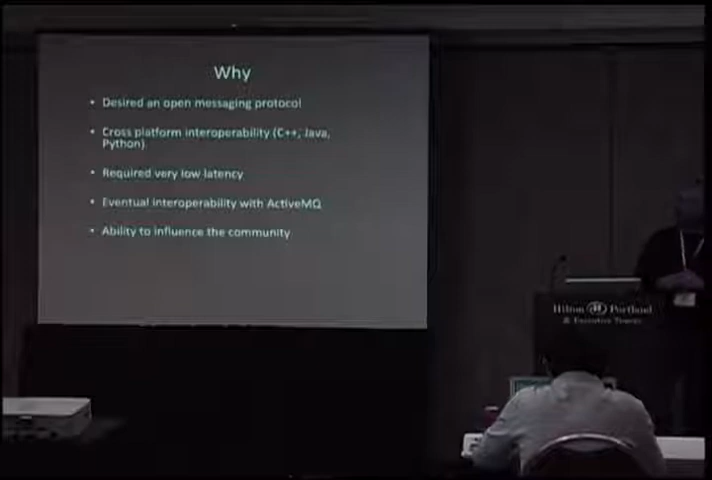 Why
• Desired an open messaging protocol
• Cross platform interoperability (C++, Java,
Python)
• Required very low latency
• Eventual interoperability with ActiveMQ
• Ability to influence the community
Hilton Portland
& Executive Tower